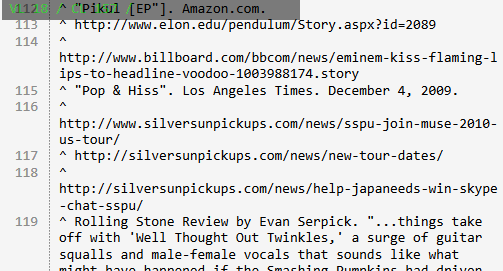 112 ^ "Pikul [EP"]. Amazon.com.
113 ^ http://www.elon.edu/pendulum/Story.aspx?id=2089
114 ^
http://www.billboard.com/bbcom/news/eminem-kiss-flaming-l
ips-to-headline-voodoo-1003988174.story
115 ^ "Pop & Hiss". Los Angeles Times. December 4, 2009.
116 ^
http://www.silversunpickups.com/news/sspu-join-muse-2010-
us-tour/
117 ^ http://silversunpickups.com/news/new-tour-dates/
118 ^
http://silversunpickups.com/news/help-japaneeds-win-skype
-chat-sspu/
119 ^ Rolling Stone Review by Evan Serpick. "...things take
off with 'Well Thought Out Twinkles,' a surge of guitar
squalls and male-female vocals that sounds like what
might have happened if the Smashing Pumpkins had driven